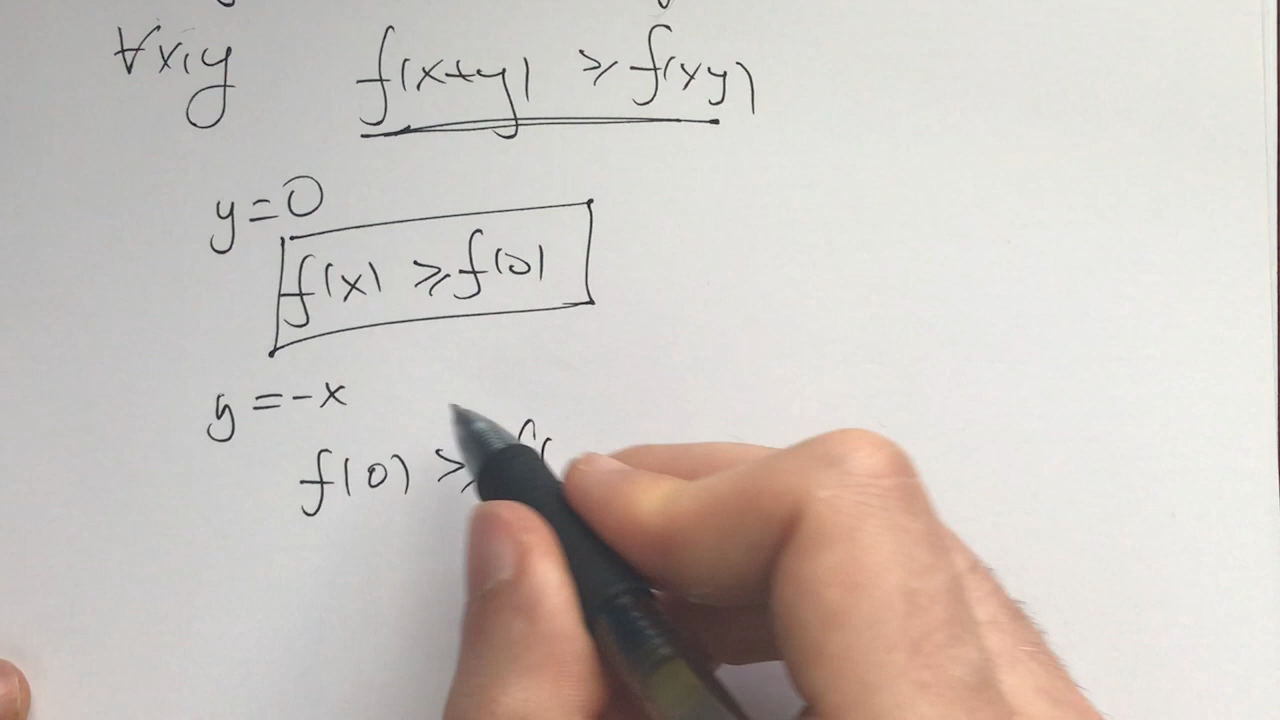 ∀x,y f(x+y) ⩾ f(xy)
y=0
f(x) ⩾ f(0)
y=-x
f(0) ⩾ f(